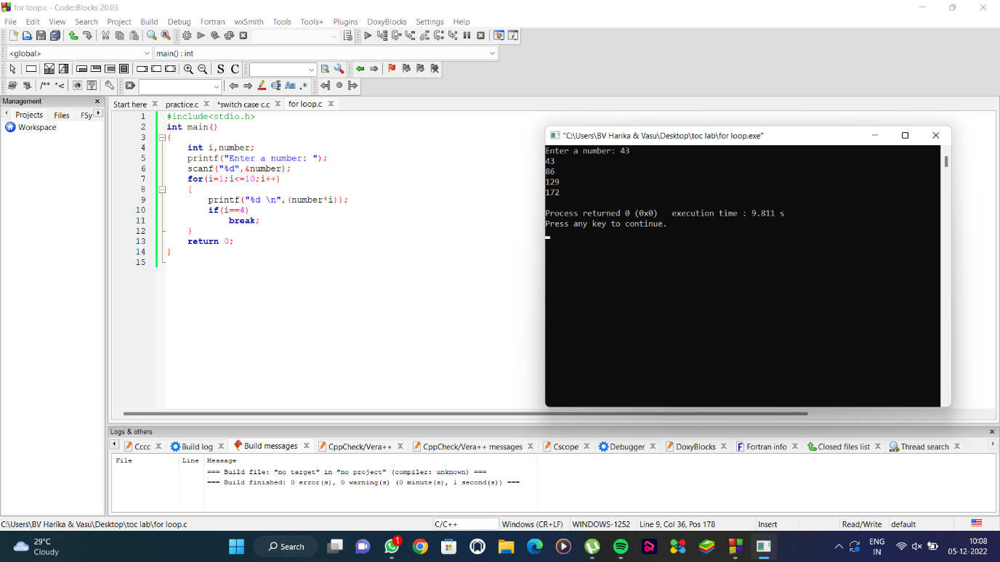 for loop.c - Code::Blocks 20.03
File Edit View Search Project Build Debug Fortran wxSmith Tools Tools+ Plugins DoxyBlocks Settings Help
<global> main() : int
S C
/** *< ? Aa .*
Management
Projects Files FSy
Workspace
Start here practice.c *switch case c.c for loop.c
1 #include<stdio.h>
2 int main()
3 {
4 int i,number;
5 printf("Enter a number: ");
6 scanf("%d",&number);
7 for(i=1;i<=10;i++)
8 {
9 printf("%d \n",(number*i));
10 if(i==4)
11 break;
12 }
13 return 0;
14 }
15
"C:\Users\BV Harika & Vasu\Desktop\toc lab\for loop.exe"
Enter a number: 43
43
86
129
172
Process returned 0 (0x0) execution time : 9.811 s
Press any key to continue.
Logs & others
Cccc Build log Build messages CppCheck/Vera++ CppCheck/Vera++ messages Cscope Debugger DoxyBlocks Fortran info Closed files list Thread search
File Line Message
=== Build file: "no target" in "no project" (compiler: unknown) ===
=== Build finished: 0 error(s), 0 warning(s) (0 minute(s), 1 second(s)) ===
C:\Users\BV Harika & Vasu\Desktop\toc lab\for loop.c C/C++ Windows (CR+LF) WINDOWS-1252 Line 9, Col 36, Pos 178 Insert Read/Write default
29°C
Cloudy
Search
1
ENG
IN
10:08
05-12-2022